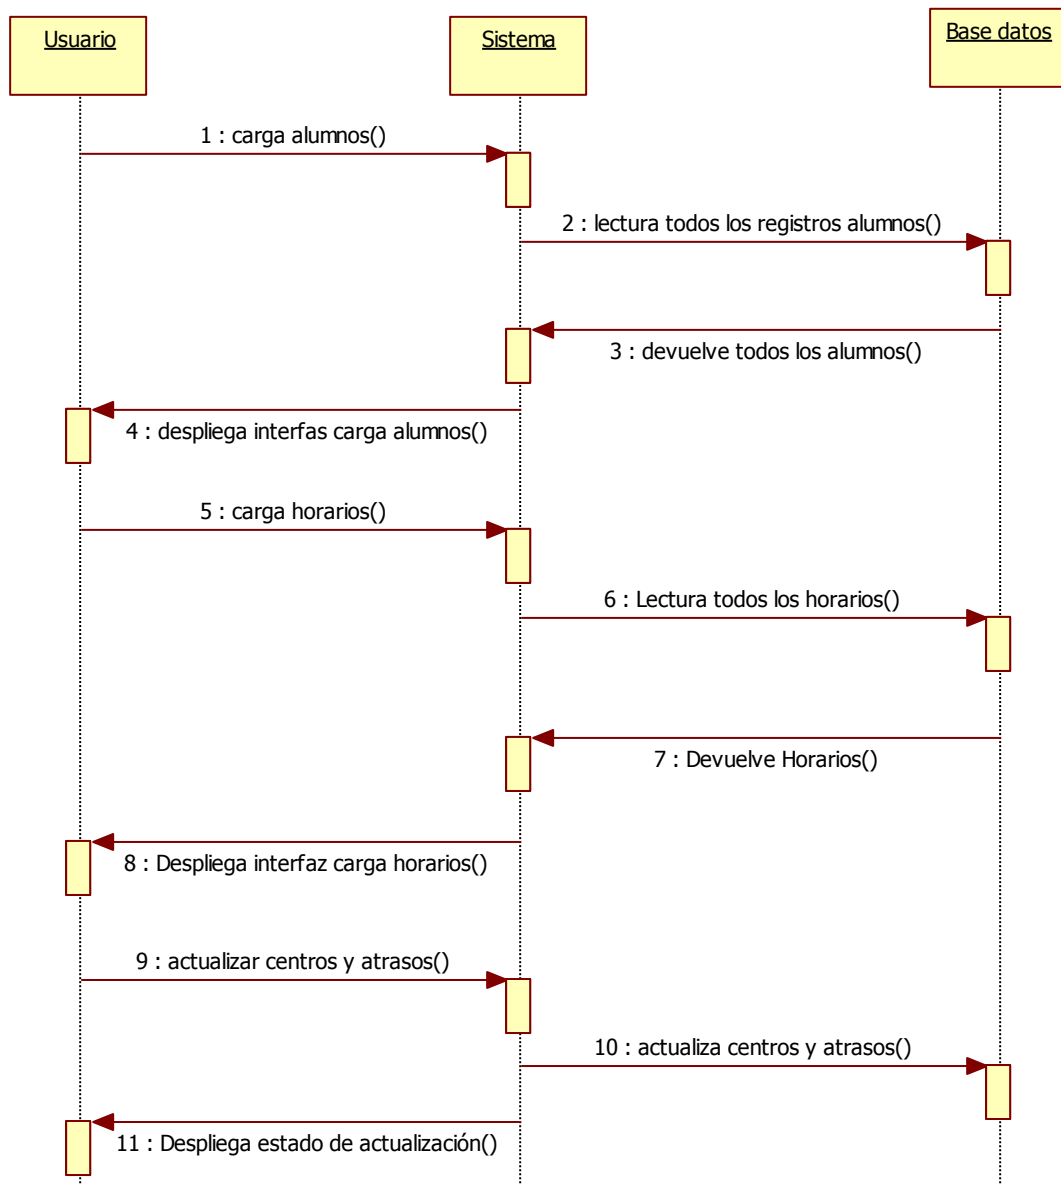 Usuario
Sistema
Base datos
1 : carga alumnos()
2 : lectura todos los registros alumnos()
3 : devuelve todos los alumnos()
4 : despliega interfas carga alumnos()
5 : carga horarios()
6 : Lectura todos los horarios()
7 : Devuelve Horarios()
8 : Despliega interfaz carga horarios()
9 : actualizar centros y atrasos()
10 : actualiza centros y atrasos()
11 : Despliega estado de actualización()